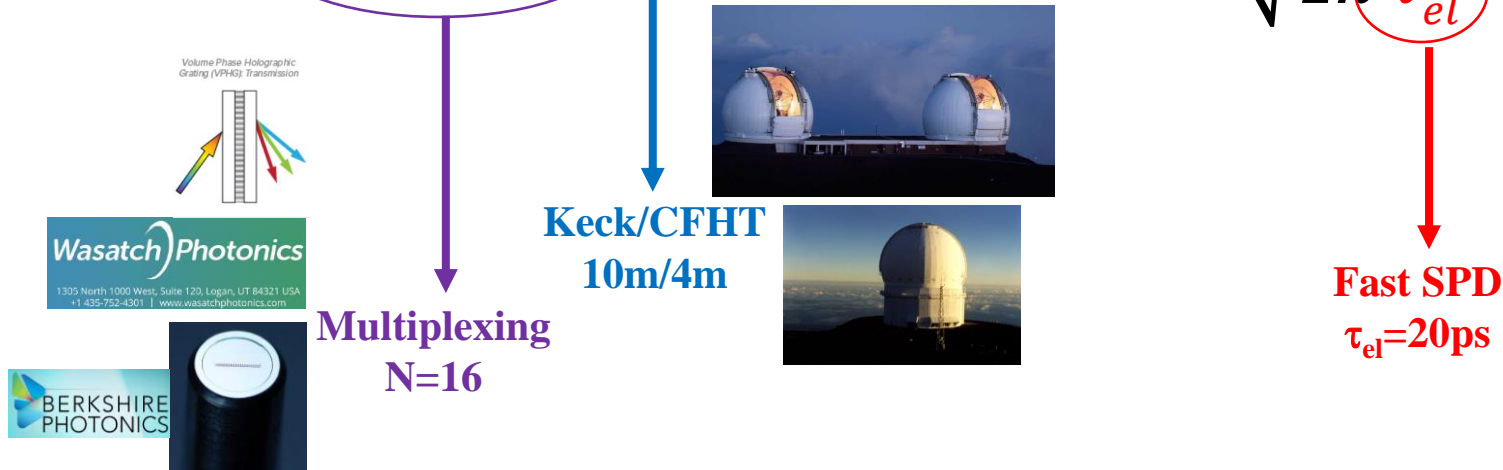 el
Volume Phase Holographic
Grating (VPHG): Transmission
Wasatch Photonics
1305 North 1000 West, Suite 120, Logan, UT 84321 USA
+1 435-752-4301 | www.wasatchphotonics.com
Keck/CFHT
10m/4m
Multiplexing
N=16
Fast SPD
τel=20ps
BERKSHIRE
PHOTONICS